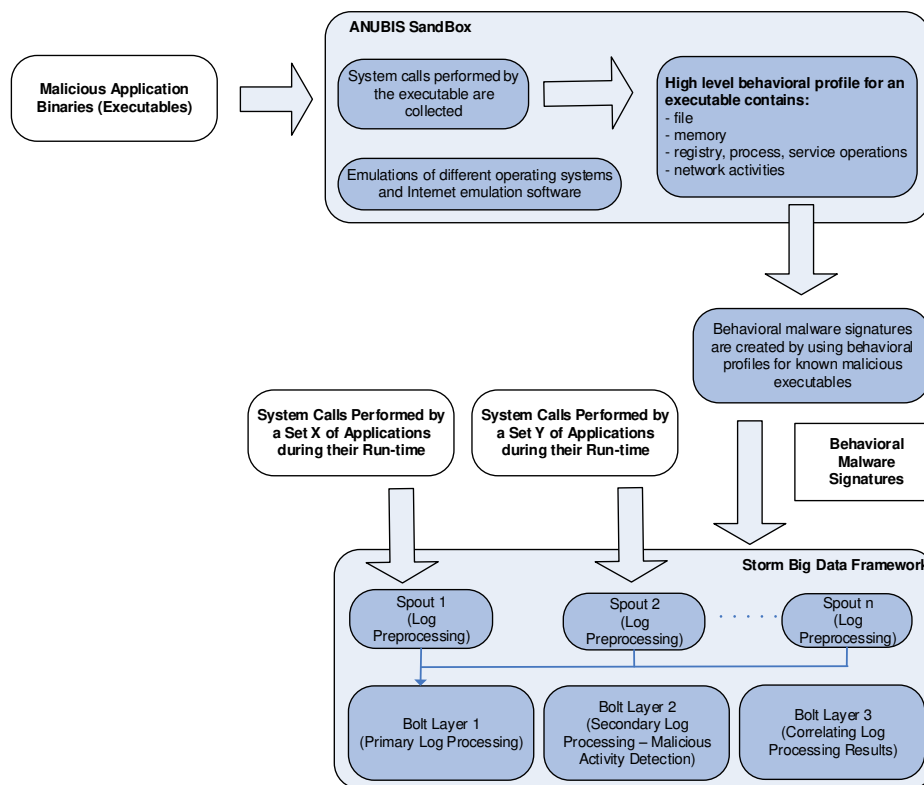 ANUBIS SandBox
Malicious Application
Binaries (Executables)
System calls performed by
the executable are
collected
Emulations of different operating systems
and Internet emulation software
High level behavioral profile for an
executable contains:
- file
- memory
- registry, process, service operations
- network activities
Behavioral malware signatures
are created by using behavioral
profiles for known malicious
executables
System Calls Performed by
a Set X of Applications
during their Run-time
System Calls Performed by
a Set Y of Applications
during their Run-time
Behavioral
Malware
Signatures
Storm Big Data Framework
Spout 1
(Log
Preprocessing)
Spout 2
(Log
Preprocessing)
. . . . .
Spout n
(Log
Preprocessing)
Bolt Layer 1
(Primary Log Processing)
Bolt Layer 2
(Secondary Log
Processing – Malicious
Activity Detection)
Bolt Layer 3
(Correlating Log
Processing Results)